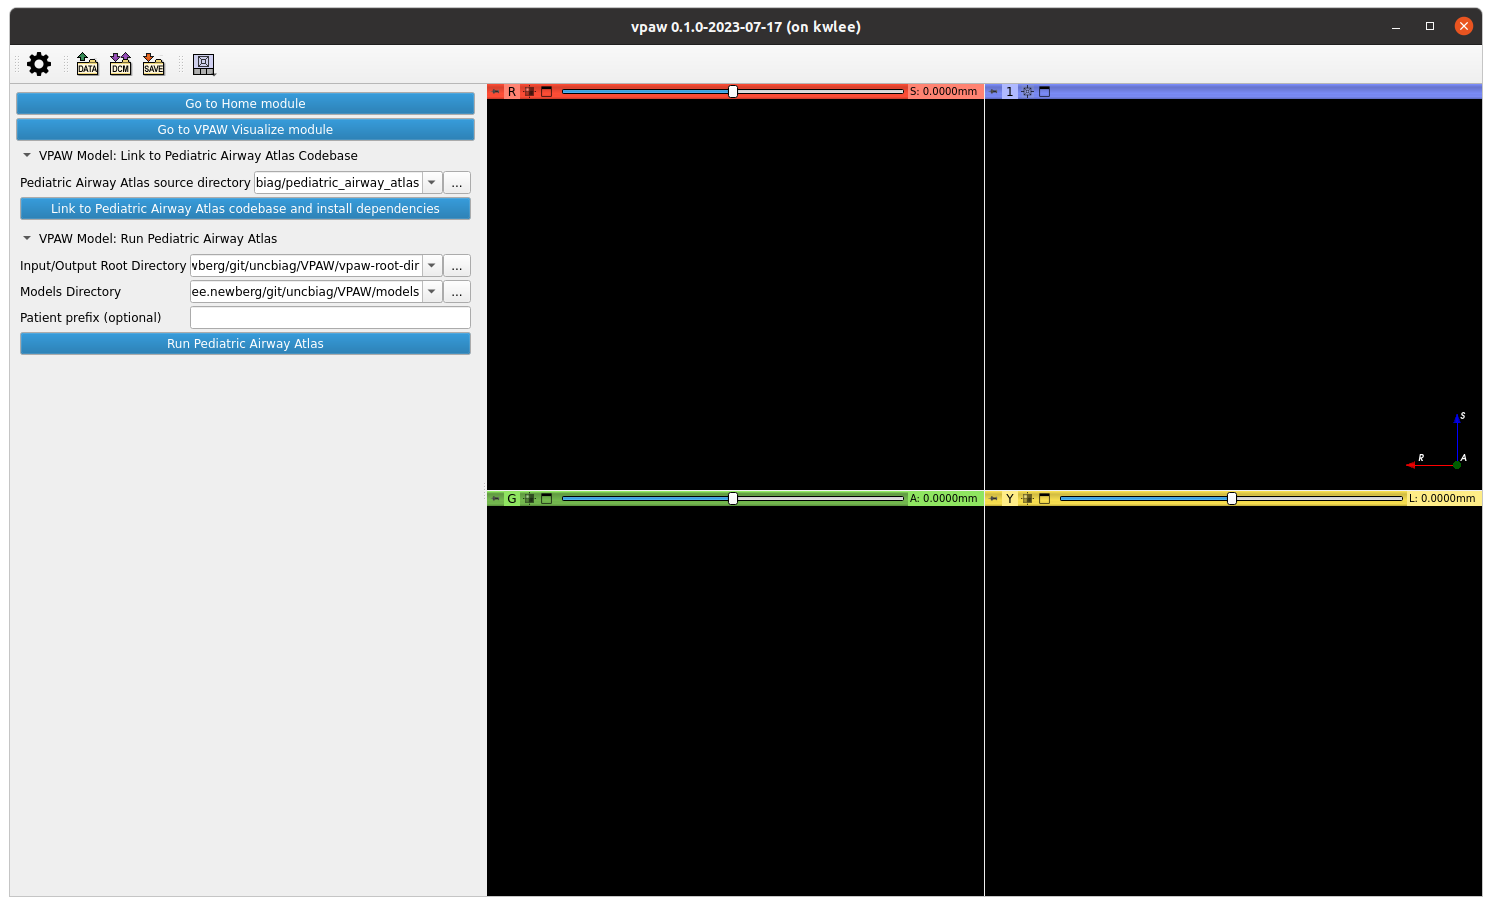 vpaw 0.1.0-2023-07-17 (on kwlee)
DATA DCM SAVE
Go to Home module
Go to VPAW Visualize module
VPAW Model: Link to Pediatric Airway Atlas Codebase
Pediatric Airway Atlas source directory biag/pediatric_airway_atlas ...
Link to Pediatric Airway Atlas codebase and install dependencies
VPAW Model: Run Pediatric Airway Atlas
Input/Output Root Directory wberg/git/uncbiag/VPAW/vpaw-root-dir ...
Models Directory ee.newberg/git/uncbiag/VPAW/models ...
Patient prefix (optional)
Run Pediatric Airway Atlas
R S: 0.0000mm
1
S
R A
G A: 0.0000mm
Y L: 0.0000mm